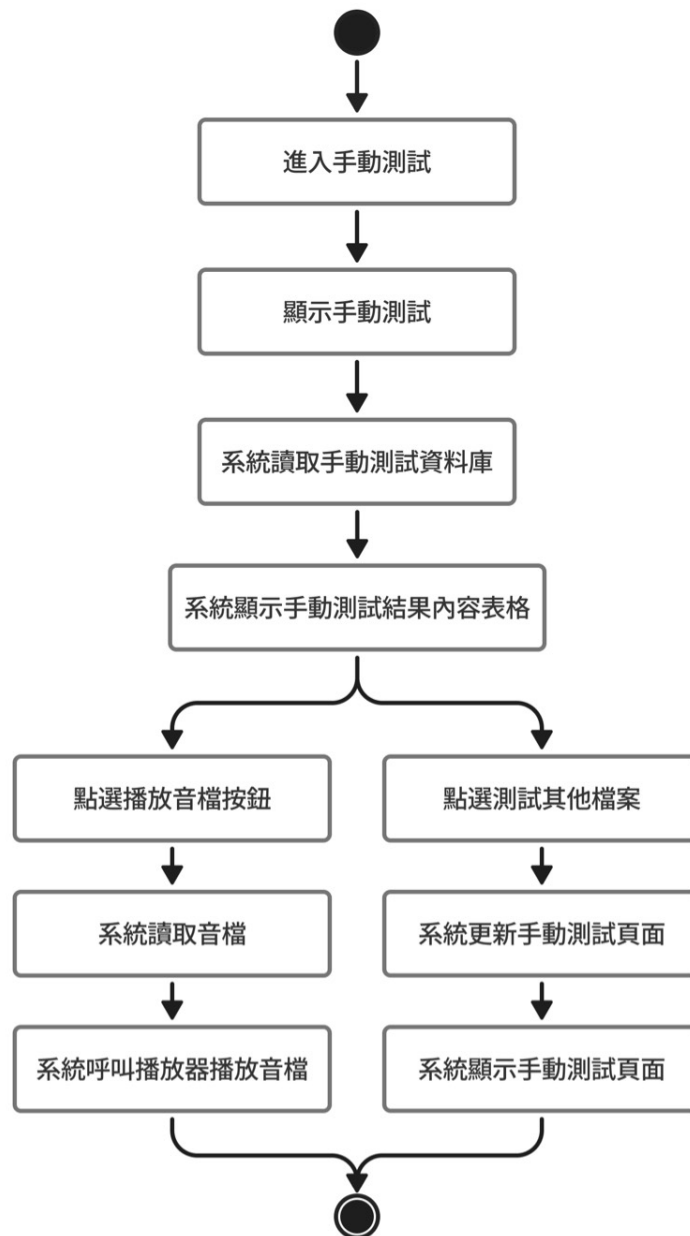 進入手動測試
顯示手動測試
系統讀取手動測試資料庫
系統顯示手動測試結果內容表格
點選播放音檔按鈕
系統讀取音檔
系統呼叫播放器播放音檔
點選測試其他檔案
系統更新手動測試頁面
系統顯示手動測試頁面